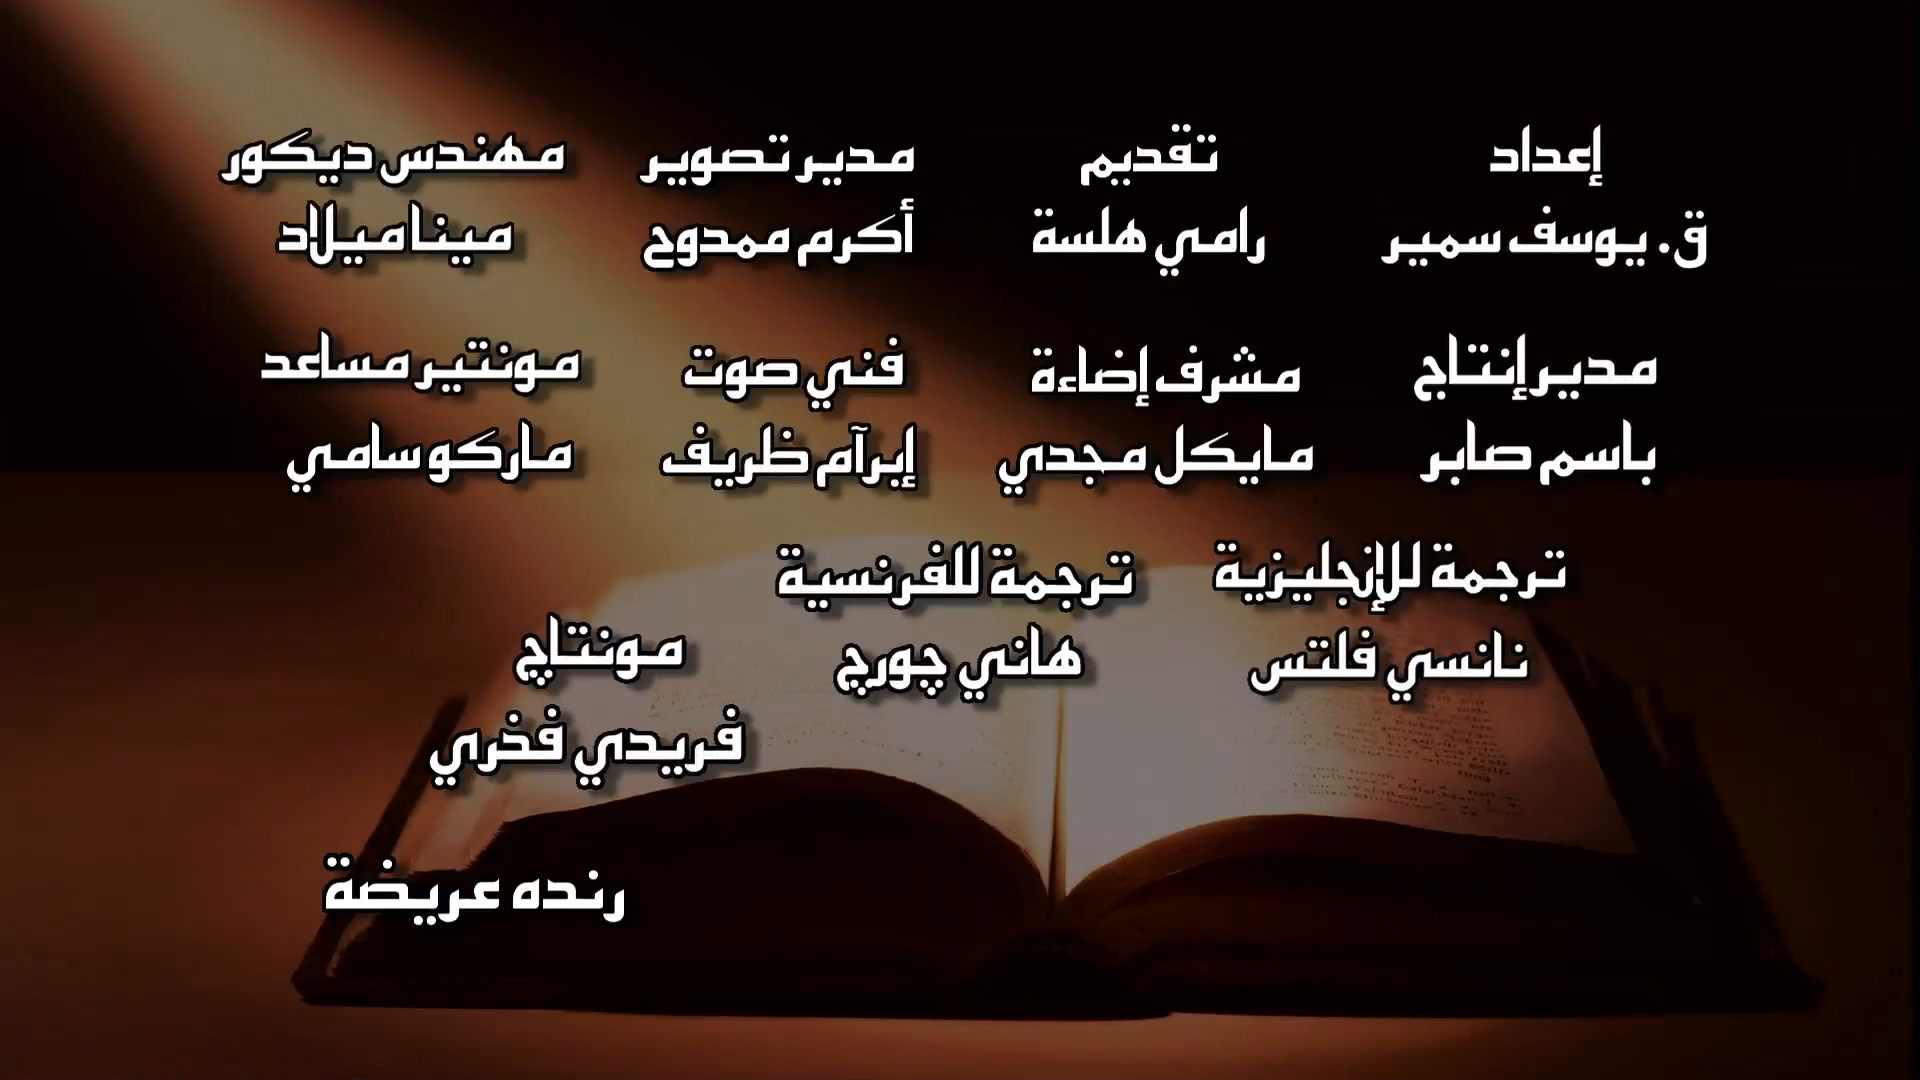 إعداد
ق. يوسف سمير
تقديم
رامي هلسة
مدير تصوير
أكرم ممدوح
مهندس ديكور
مينا ميلاد
مدير إنتاج
باسم صابر
مشرف إضاءة
مايكل مجدي
فني صوت
إبرآم ظريف
مونتير مساعد
ماركو سامي
ترجمة للإنجليزية
نانسي فلتس
ترجمة للفرنسية
هاني چورچ
مونتاچ
فريدي فخري
رنده عريضة